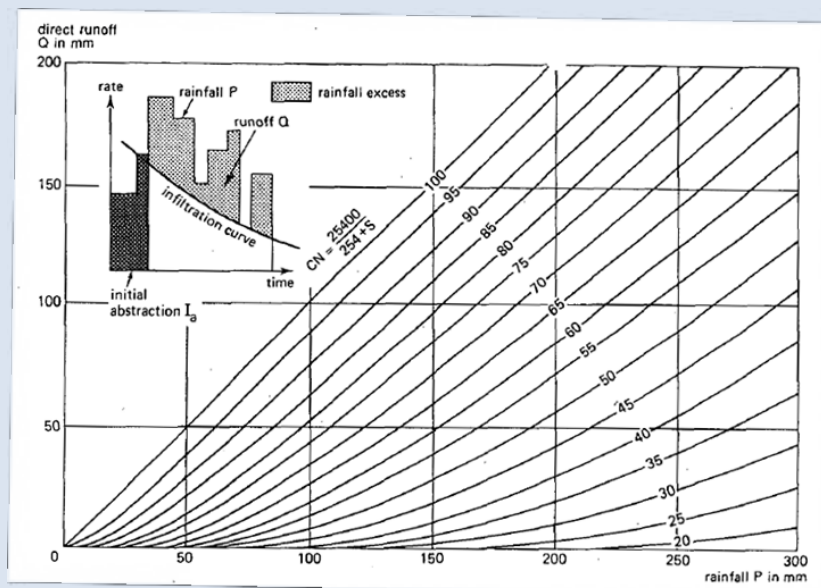 direct runoff
Q in mm
200
150
100
50
0
rate
rainfall P
rainfall excess
runoff Q
infiltration curve
time
initial
abstraction Ia
CN = 25400
254 + S
100
95
90
85
80
75
70
65
60
55
50
45
40
35
30
25
20
50
100
150
200
250
300
rainfall P in mm